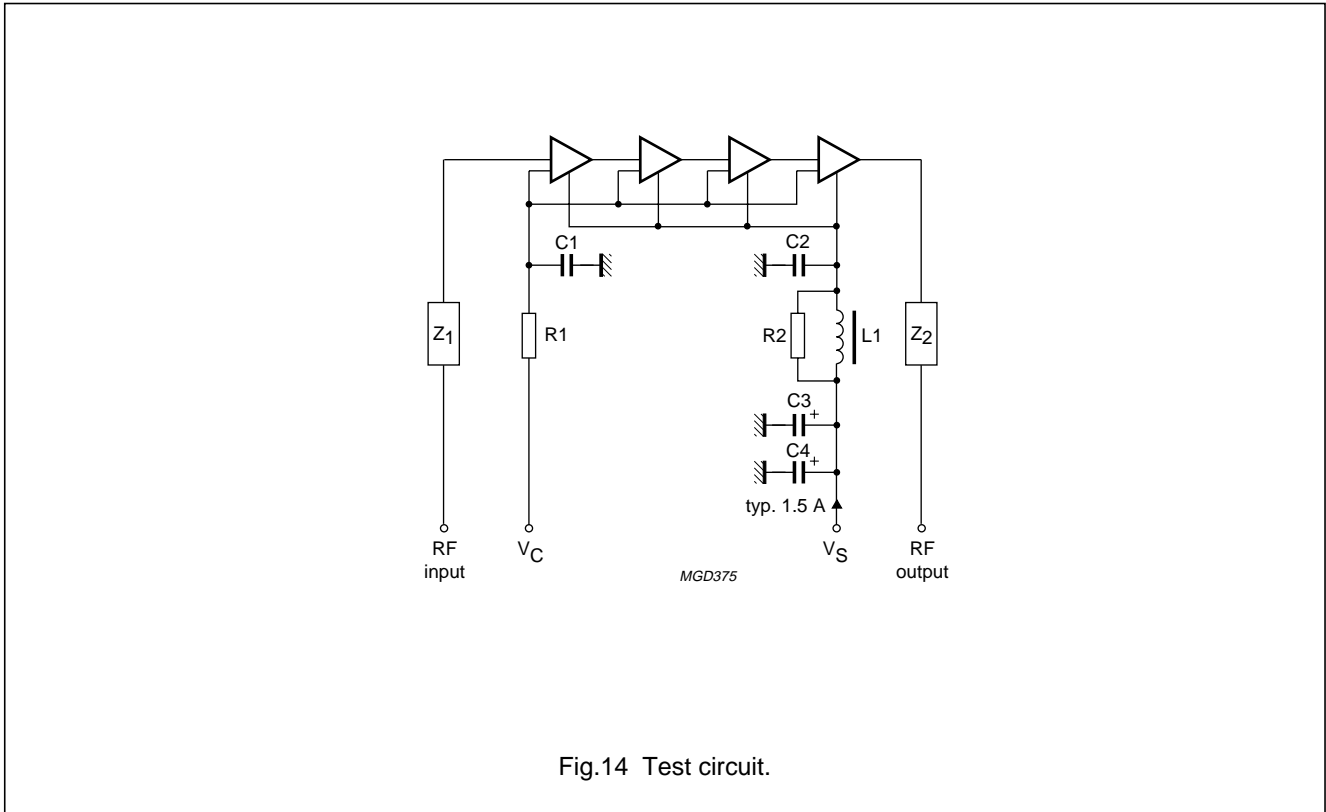 C1
C2
Z1
R1
R2
L1
Z2
C3
+
C4
+
typ. 1.5 A
RF
input
VC
VS
RF
output
MGD375
Fig.14 Test circuit.